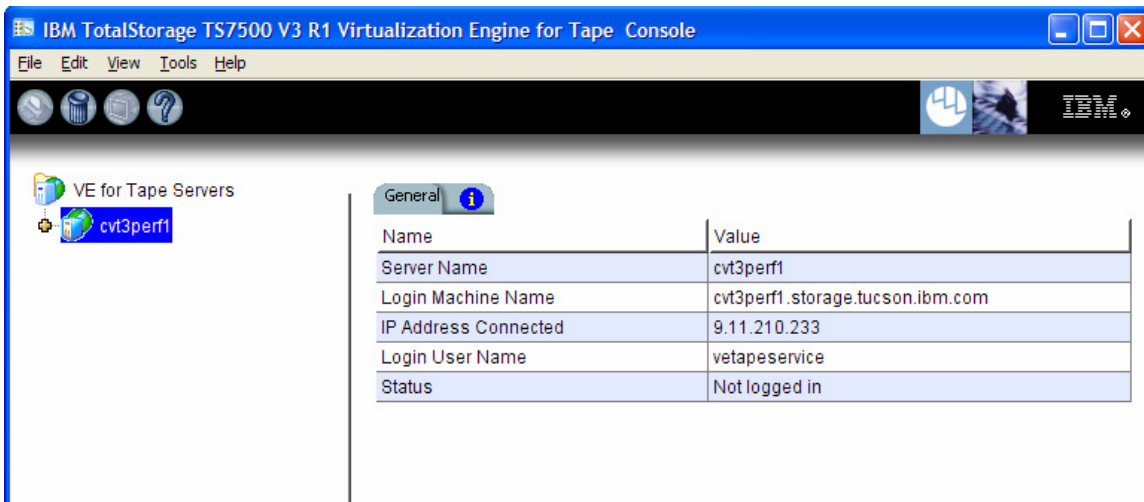 IBM TotalStorage TS7500 V3 R1 Virtualization Engine for Tape Console
File Edit View Tools Help
IBM
VE for Tape Servers
cvt3perf1
General
Name Value
Server Name cvt3perf1
Login Machine Name cvt3perf1.storage.tucson.ibm.com
IP Address Connected 9.11.210.233
Login User Name vetapeservice
Status Not logged in